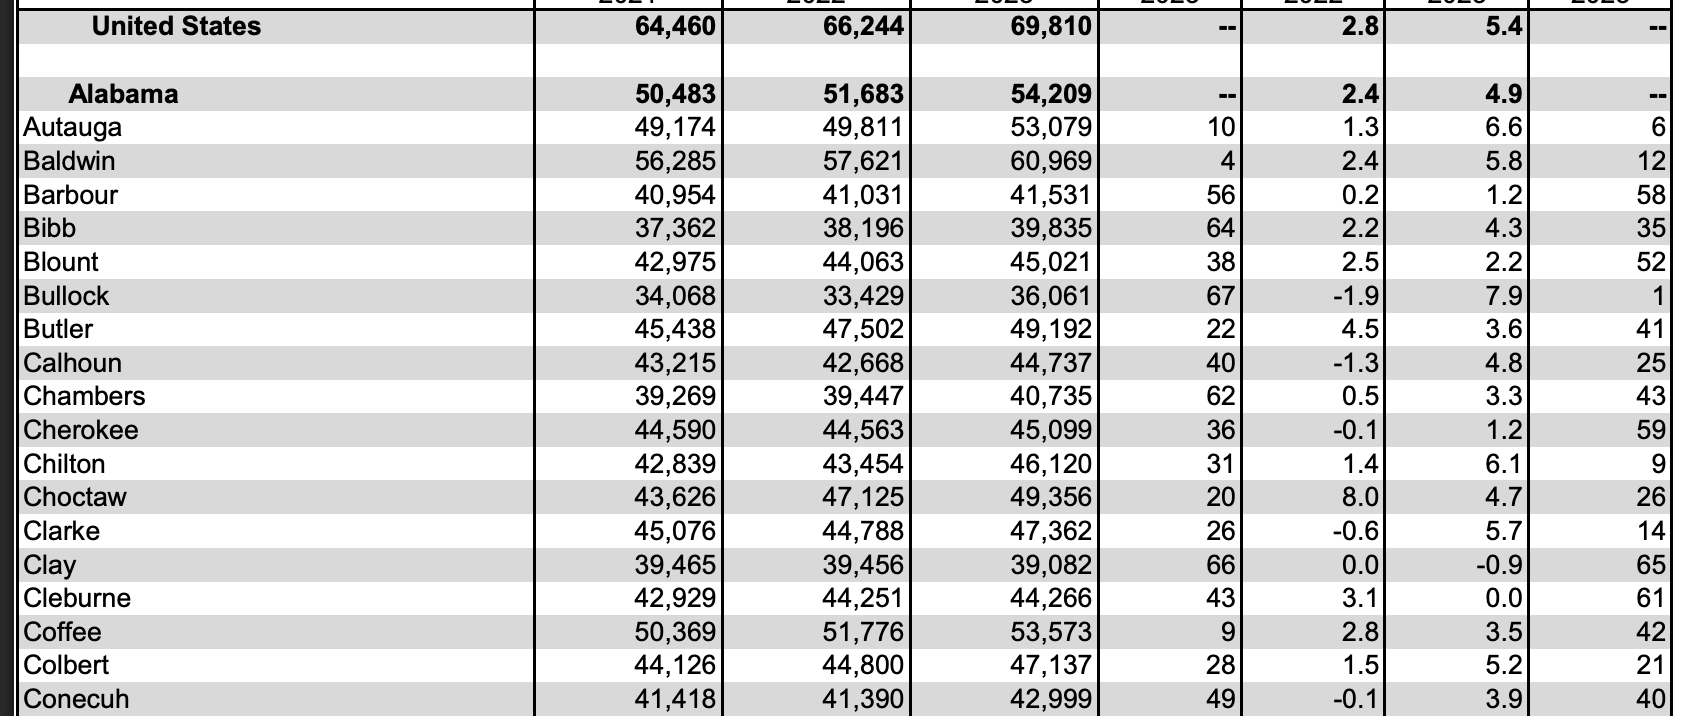 United States 64,460 66,244 69,810 -- 2.8 5.4 --
Alabama 50,483 51,683 54,209 -- 2.4 4.9 --
Autauga 49,174 49,811 53,079 10 1.3 6.6 6
Baldwin 56,285 57,621 60,969 4 2.4 5.8 12
Barbour 40,954 41,031 41,531 56 0.2 1.2 58
Bibb 37,362 38,196 39,835 64 2.2 4.3 35
Blount 42,975 44,063 45,021 38 2.5 2.2 52
Bullock 34,068 33,429 36,061 67 -1.9 7.9 1
Butler 45,438 47,502 49,192 22 4.5 3.6 41
Calhoun 43,215 42,668 44,737 40 -1.3 4.8 25
Chambers 39,269 39,447 40,735 62 0.5 3.3 43
Cherokee 44,590 44,563 45,099 36 -0.1 1.2 59
Chilton 42,839 43,454 46,120 31 1.4 6.1 9
Choctaw 43,626 47,125 49,356 20 8.0 4.7 26
Clarke 45,076 44,788 47,362 26 -0.6 5.7 14
Clay 39,465 39,456 39,082 66 0.0 -0.9 65
Cleburne 42,929 44,251 44,266 43 3.1 0.0 61
Coffee 50,369 51,776 53,573 9 2.8 3.5 42
Colbert 44,126 44,800 47,137 28 1.5 5.2 21
Conecuh 41,418 41,390 42,999 49 -0.1 3.9 40